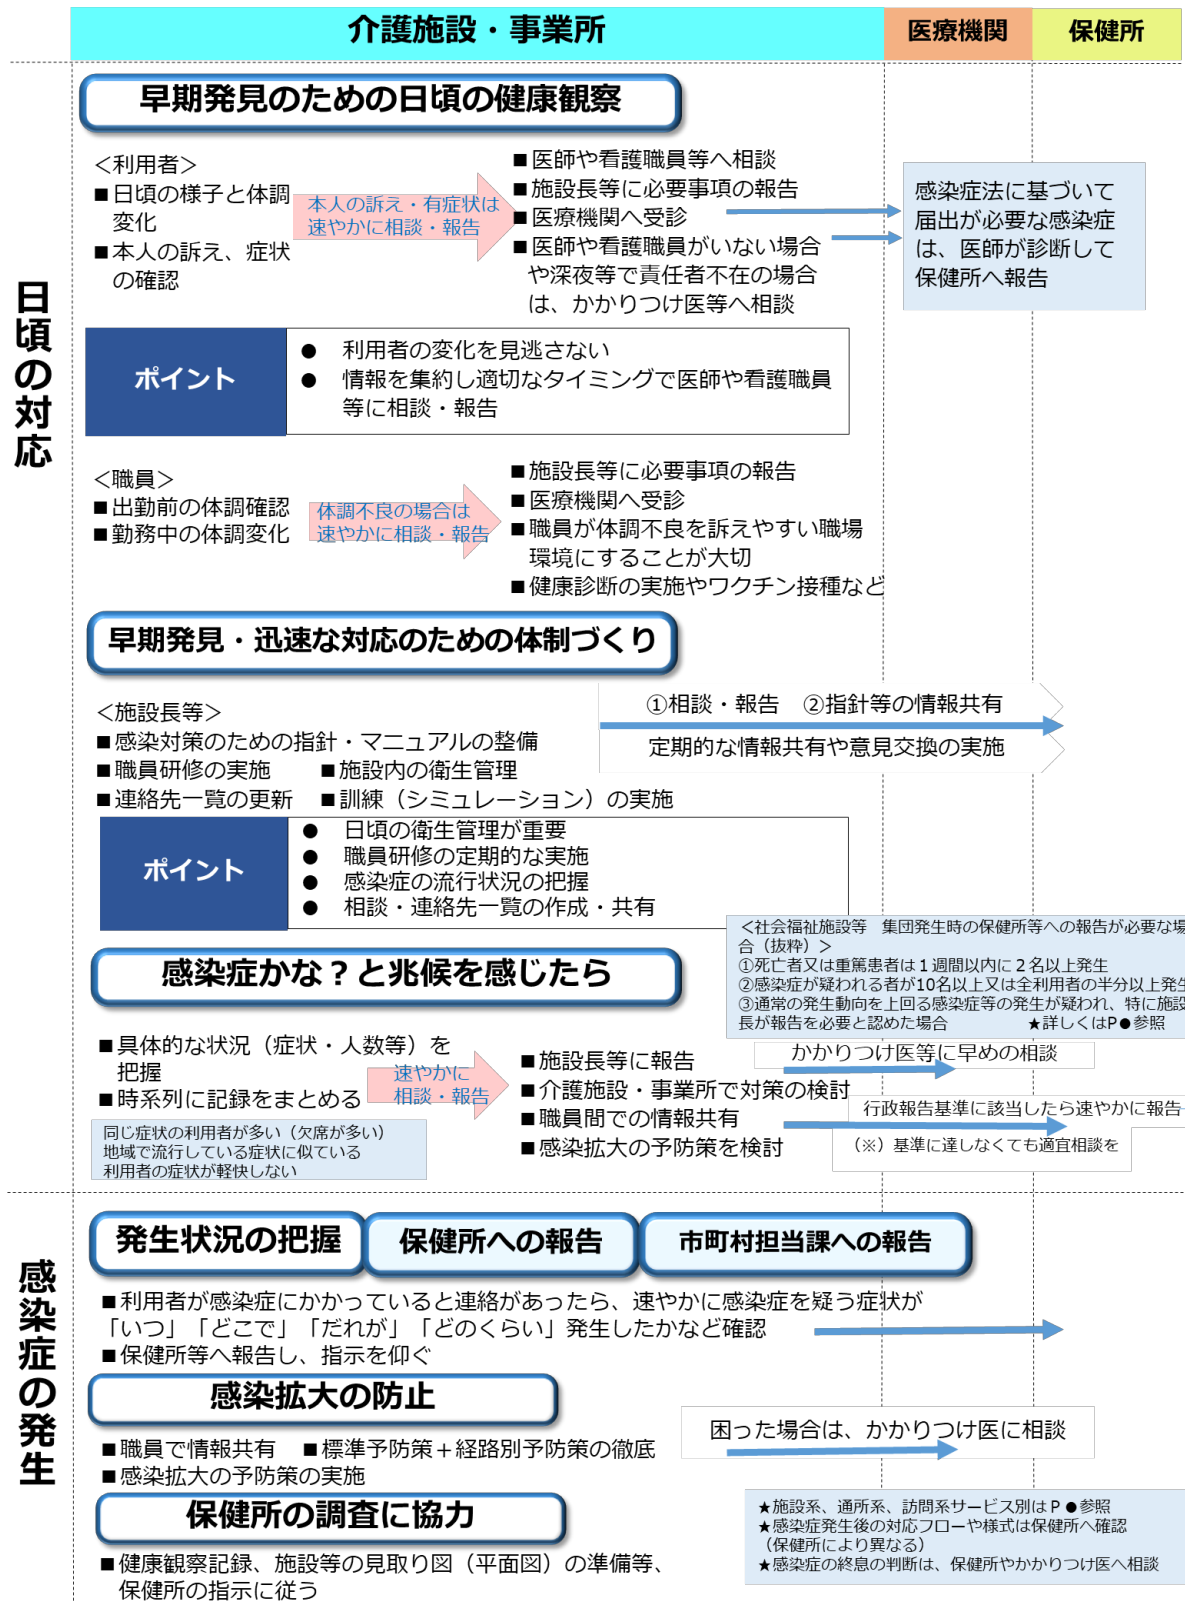 介護施設・事業所
医療機関
保健所
日頃の対応
早期発見のための日頃の健康観察
＜利用者＞
■日頃の様子と体調
変化
■本人の訴え、症状
の確認
本人の訴え・有症状は
速やかに相談・報告
■医師や看護職員等へ相談
■施設長等に必要事項の報告
■医療機関へ受診
■医師や看護職員がいない場合
や深夜等で責任者不在の場合
は、かかりつけ医等へ相談
感染症法に基づいて
届出が必要な感染症
は、医師が診断して
保健所へ報告
ポイント
● 利用者の変化を見逃さない
● 情報を集約し適切なタイミングで医師や看護職員
等に相談・報告
＜職員＞
■出勤前の体調確認
■勤務中の体調変化
体調不良の場合は
速やかに相談・報告
■施設長等に必要事項の報告
■医療機関へ受診
■職員が体調不良を訴えやすい職場
環境にすることが大切
■健康診断の実施やワクチン接種など
早期発見・迅速な対応のための体制づくり
＜施設長等＞
■感染対策のための指針・マニュアルの整備
■職員研修の実施 ■施設内の衛生管理
■連絡先一覧の更新 ■訓練（シミュレーション）の実施
①相談・報告 ②指針等の情報共有
定期的な情報共有や意見交換の実施
ポイント
● 日頃の衛生管理が重要
● 職員研修の定期的な実施
● 感染症の流行状況の把握
● 相談・連絡先一覧の作成・共有
＜社会福祉施設等 集団発生時の保健所等への報告が必要な場
合（抜粋）＞
①死亡者又は重篤患者は１週間以内に２名以上発生
②感染症が疑われる者が10名以上又は全利用者の半分以上発生
③通常の発生動向を上回る感染症等の発生が疑われ、特に施設
長が報告を必要と認めた場合 ★詳しくはP●参照
感染症かな？と兆候を感じたら
■具体的な状況（症状・人数等）を
把握
■時系列に記録をまとめる
速やかに
相談・報告
同じ症状の利用者が多い（欠席が多い）
地域で流行している症状に似ている
利用者の症状が軽快しない
■施設長等に報告
■介護施設・事業所で対策の検討
■職員間での情報共有
■感染拡大の予防策を検討
かかりつけ医等に早めの相談
行政報告基準に該当したら速やかに報告
（※）基準に達しなくても適宜相談を
感染症の発生
発生状況の把握
保健所への報告
市町村担当課への報告
■利用者が感染症にかかっていると連絡があったら、速やかに感染症を疑う症状が
「いつ」「どこで」「だれが」「どのくらい」発生したかなど確認
■保健所等へ報告し、指示を仰ぐ
感染拡大の防止
■職員で情報共有 ■標準予防策＋経路別予防策の徹底
■感染拡大の予防策の実施
困った場合は、かかりつけ医に相談
保健所の調査に協力
■健康観察記録、施設等の見取り図（平面図）の準備等、
保健所の指示に従う
★施設系、通所系、訪問系サービス別はＰ●参照
★感染症発生後の対応フローや様式は保健所へ確認
（保健所により異なる）
★感染症の終息の判断は、保健所やかかりつけ医へ相談